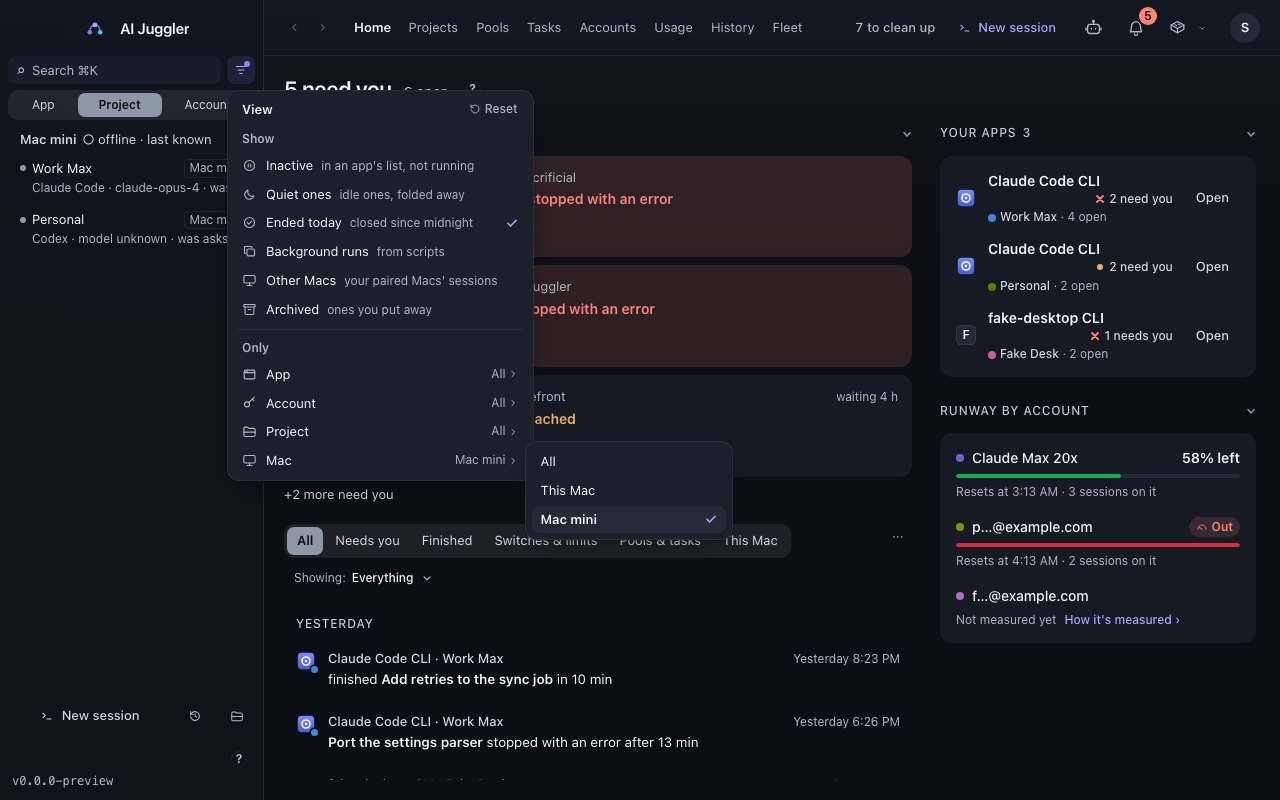 AI Juggler
Search ⌘K
App
Project
Accoun
Mac mini offline · last known
Work Max
Mac m
Claude Code · claude-opus-4 · was
Personal
Mac m
Codex · model unknown · was asks
New session
?
v0.0.0-preview
Home
Projects
Pools
Tasks
Accounts
Usage
History
Fleet
7 to clean up
New session
5
S
5 need you
?
View
Reset
Show
Inactive in an app's list, not running
Quiet ones idle ones, folded away
Ended today closed since midnight
Background runs from scripts
Other Macs your paired Macs' sessions
Archived ones you put away
Only
App
All ›
Account
All ›
Project
All ›
Mac
Mac mini ›
All
This Mac
Mac mini
crificial
stopped with an error
uggler
pped with an error
efront
waiting 4 h
ached
+2 more need you
All
Needs you
Finished
Switches & limits
Pools & tasks
This Mac
···
Showing: Everything
YESTERDAY
Claude Code CLI · Work Max
Yesterday 8:23 PM
finished Add retries to the sync job in 10 min
Claude Code CLI · Work Max
Yesterday 6:26 PM
Port the settings parser stopped with an error after 13 min
YOUR APPS 3
Claude Code CLI
2 need you
Work Max · 4 open
Open
Claude Code CLI
2 need you
Personal · 2 open
Open
F
fake-desktop CLI
1 needs you
Fake Desk · 2 open
Open
RUNWAY BY ACCOUNT
Claude Max 20x
58% left
Resets at 3:13 AM · 3 sessions on it
p...@example.com
Out
Resets at 4:13 AM · 2 sessions on it
f...@example.com
Not measured yet How it's measured ›